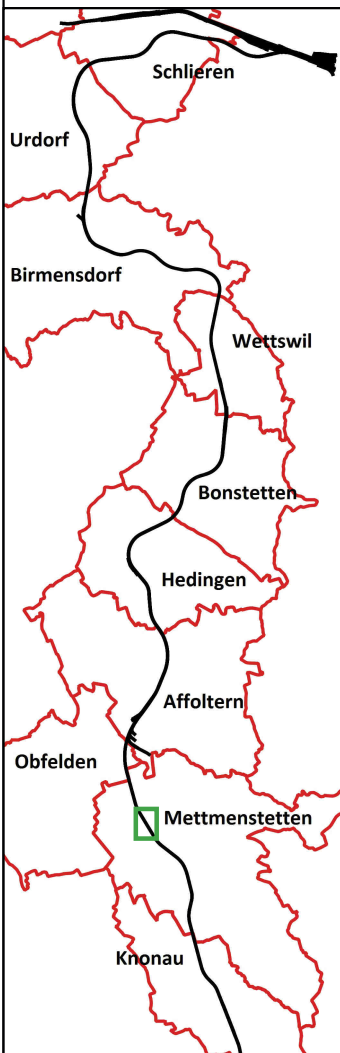 Schlieren
Urdorf
Birmensdorf
Wettswil
Bonstetten
Hedingen
Affoltern
Obfelden
Mettmenstetten
Knonau